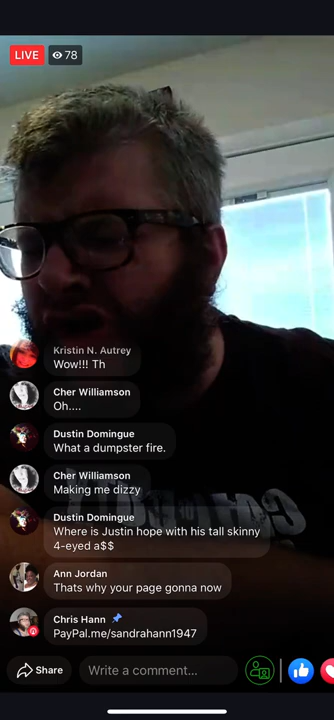 LIVE 78
Kristin N. Autrey
Wow!!! Th
Cher Williamson
Oh....
Dustin Domingue
What a dumpster fire.
Cher Williamson
Making me dizzy
Dustin Domingue
Where is Justin hope with his tall skinny
4-eyed a$$
Ann Jordan
Thats why your page gonna now
Chris Hann
PayPal.me/sandrahann1947
Share Write a comment...